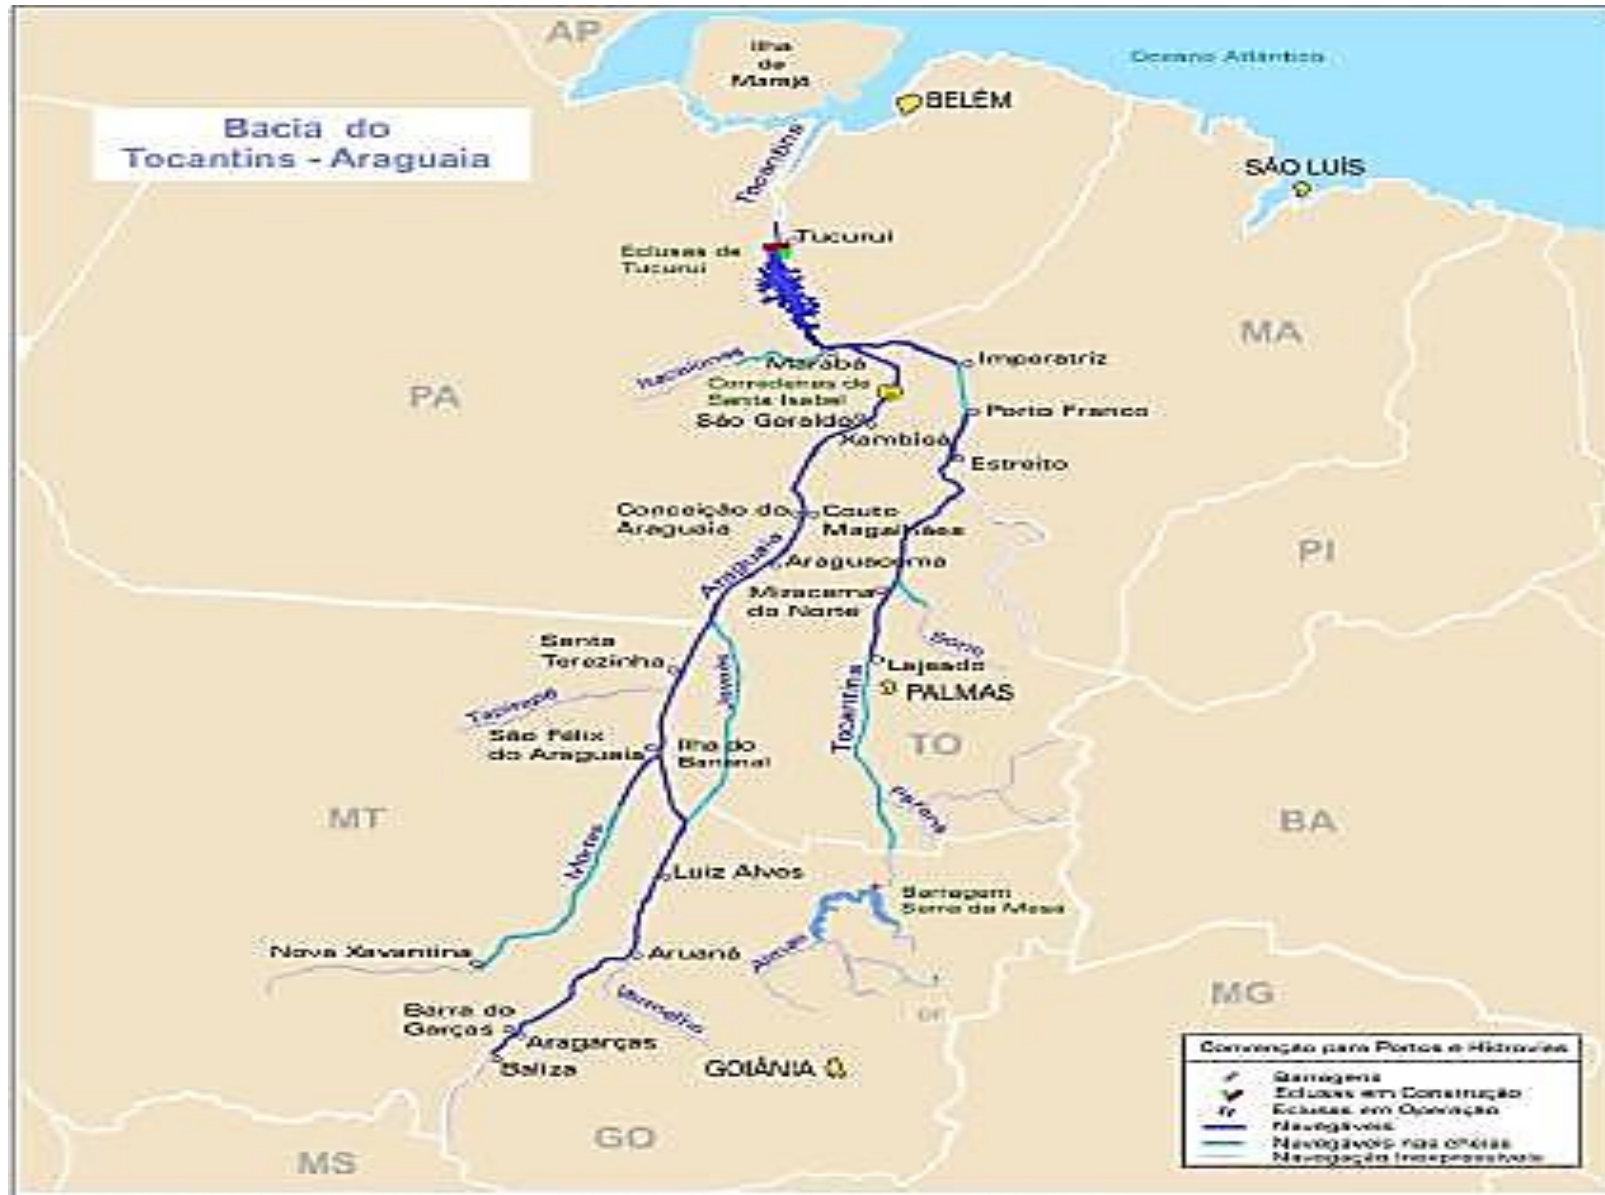 AP
Ilha
de
Marajó
Oceano Atlântico
BELÉM
Bacia do
Tocantins - Araguaia
Tocantins
SÃO LUÍS
Tucuruí
Eclusas de
Tucuruí
MA
Imperatriz
Marabá
Itacaiúnas
Corredeiras de
Santa Isabel
PA
Porto Franco
São Geraldo
Xambioá
Estreito
Conceição do
Araguaia
Couto
Magalhães
PI
Araguaia
Araguacema
Miracema
do Norte
Sono
Santa
Terezinha
Lajeado
Javaés
PALMAS
Tapirapé
Tocantins
São Félix
do Araguaia
Ilha do
Bananal
TO
Paranã
MT
BA
Mortes
Luiz Alves
Barragem
Serra da Mesa
Nova Xavantina
Aruanã
Almas
MG
Vermelho
DF
Barra do
Garças
Aragarças
Baliza
GOIÂNIA
GO
MS
Convenção para Portos e Hidrovias
Barragens
Eclusas em Construção
Eclusas em Operação
Navegáveis
Navegáveis nas cheias
Navegação Inexpressíveis